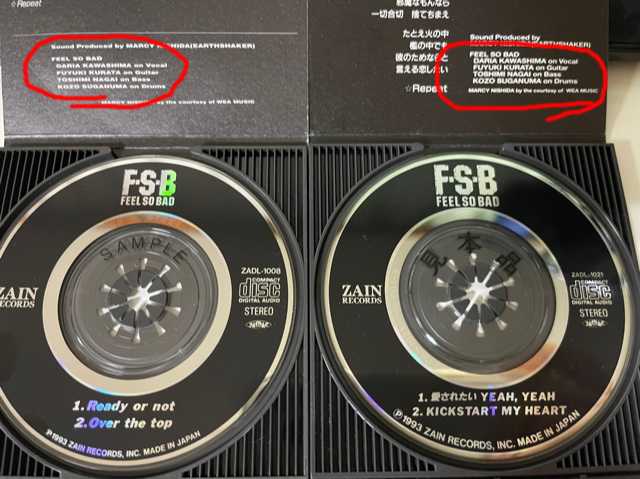 ☆Repeat
Sound Produced by MARCY NISHIDA(EARTHSHAKER)
FEEL SO BAD
DARIA KAWASHIMA on Vocal
FUYUKI KURATA on Guitar
TOSHIMI NAGAI on Bass
KOZO SUGANUMA on Drums
MARCY NISHIDA by the courtesy of WEA MUSIC
邪魔なもんなら
一切合切 捨てちまえ
たとえ火の中
檻の中でも
彼のためなら
言える恋したい
☆Repeat
Sound Produced by
MARCY NISHIDA(EARTHSHAKER)
FEEL SO BAD
DARIA KAWASHIMA on Vocal
FUYUKI KURATA on Guitar
TOSHIMI NAGAI on Bass
KOZO SUGANUMA on Drums
MARCY NISHIDA by the courtesy of WEA MUSIC
F·S·B
FEEL SO BAD
SAMPLE
ZAIN
RECORDS
ZADL-1008
COMPACT
disc
DIGITAL AUDIO
STEREO
1.Ready or not
2.Over the top
℗1993 ZAIN RECORDS, INC. MADE IN JAPAN
F·S·B
FEEL SO BAD
見本品
ZAIN
RECORDS
ZADL-1021
COMPACT
disc
DIGITAL AUDIO
STEREO
1. 愛されたい YEAH, YEAH
2. KICKSTART MY HEART
℗1993 ZAIN RECORDS, INC. MADE IN JAPAN